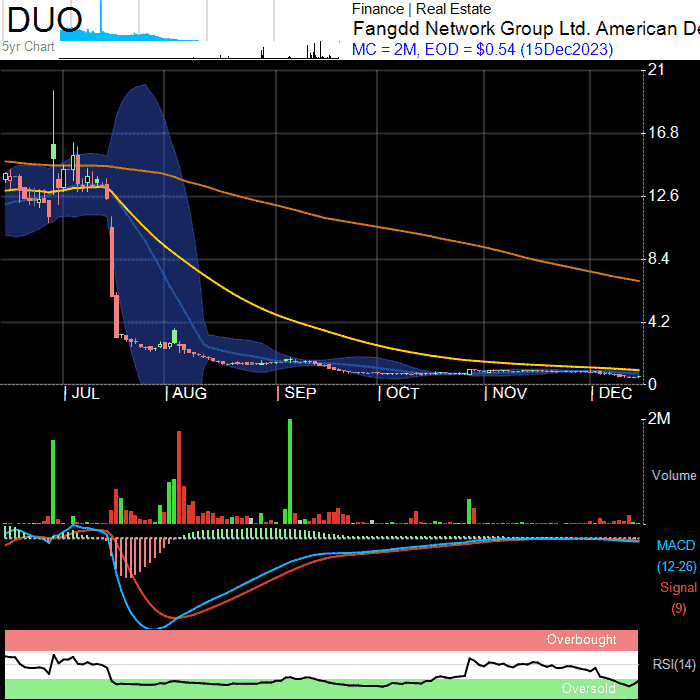 DUO
5yr Chart
Finance | Real Estate
Fangdd Network Group Ltd. American De
MC = 2M, EOD = $0.54 (15Dec2023)
21
16.8
12.6
8.4
4.2
0
| JUL | AUG | SEP | OCT | NOV | DEC
2M
Volume
MACD
(12-26)
Signal
(9)
Overbought
RSI(14)
Oversold